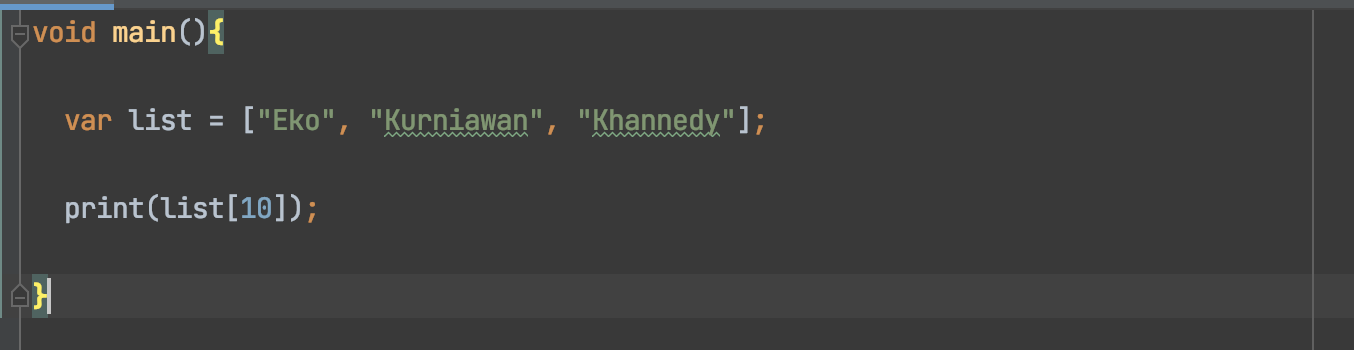 void main(){
var list = ["Eko", "Kurniawan", "Khannedy"];
print(list[10]);
}